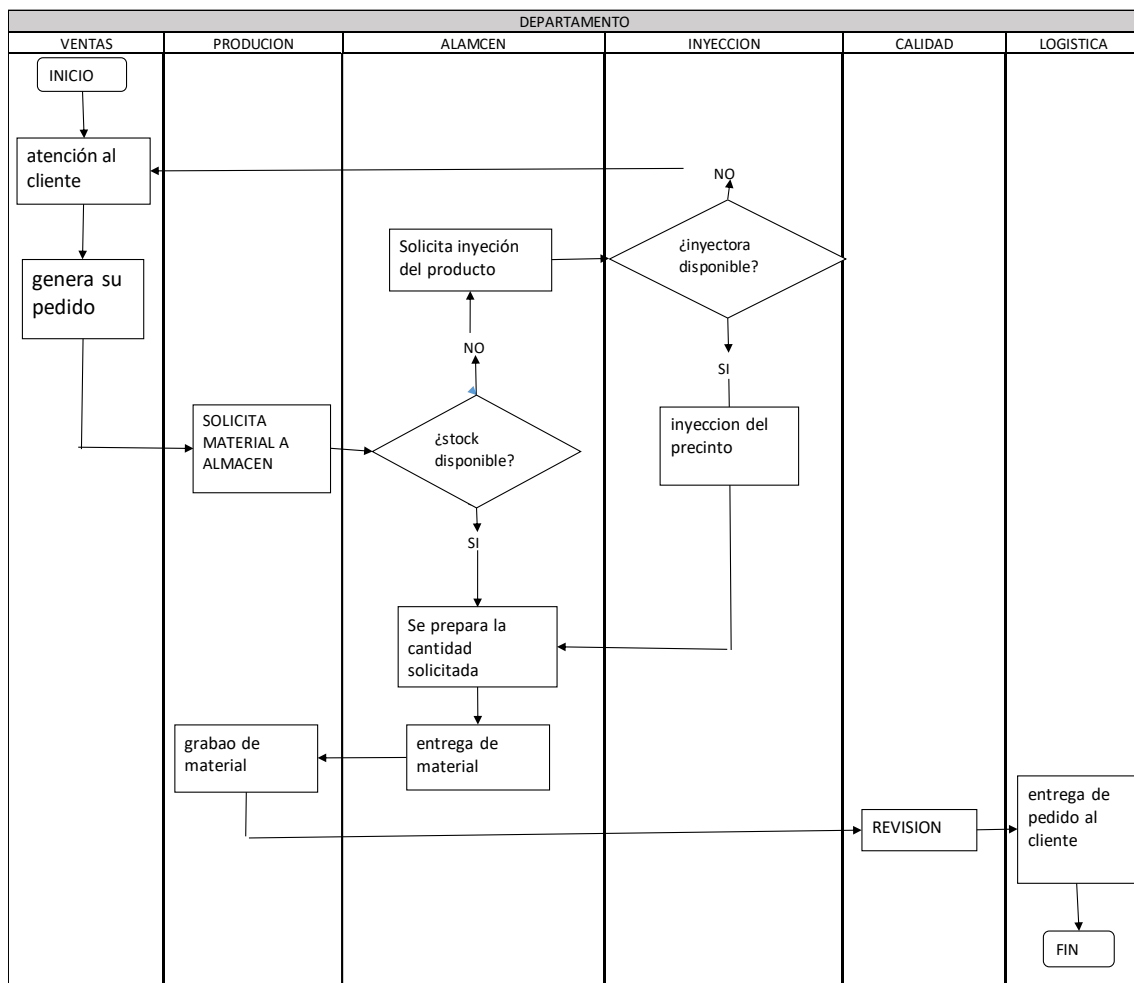 DEPARTAMENTO
VENTAS PRODUCION ALAMCEN INYECCION CALIDAD LOGISTICA
INICIO
atención al
cliente
genera su
pedido
SOLICITA
MATERIAL A
ALMACEN
¿stock
disponible?
NO
Solicita inyeción
del producto
¿inyectora
disponible?
NO
SI
inyeccion del
precinto
SI
Se prepara la
cantidad
solicitada
entrega de
material
grabao de
material
REVISION
entrega de
pedido al
cliente
FIN